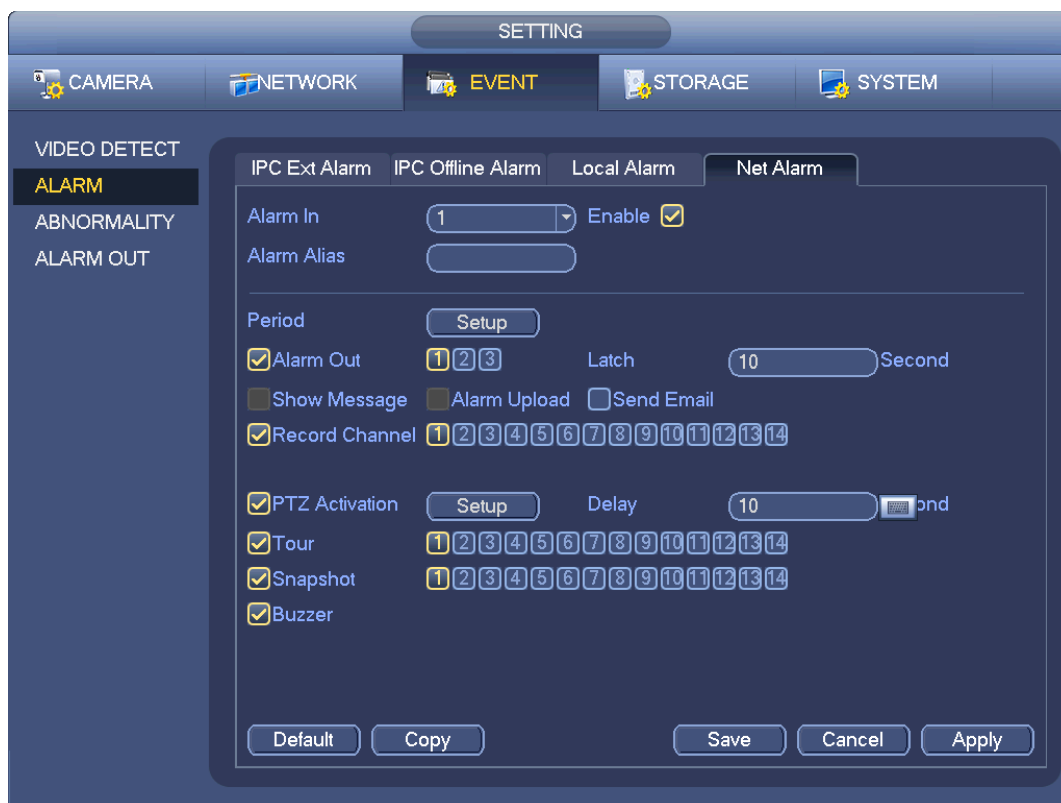 SETTING
CAMERA NETWORK EVENT STORAGE SYSTEM
VIDEO DETECT
ALARM
ABNORMALITY
ALARM OUT
IPC Ext Alarm IPC Offline Alarm Local Alarm Net Alarm
Alarm In 1 Enable
Alarm Alias
Period Setup
Alarm Out 1 2 3 Latch 10 Second
Show Message Alarm Upload Send Email
Record Channel 1 2 3 4 5 6 7 8 9 10 11 12 13 14
PTZ Activation Setup Delay 10 ond
Tour 1 2 3 4 5 6 7 8 9 10 11 12 13 14
Snapshot 1 2 3 4 5 6 7 8 9 10 11 12 13 14
Buzzer
Default Copy Save Cancel Apply